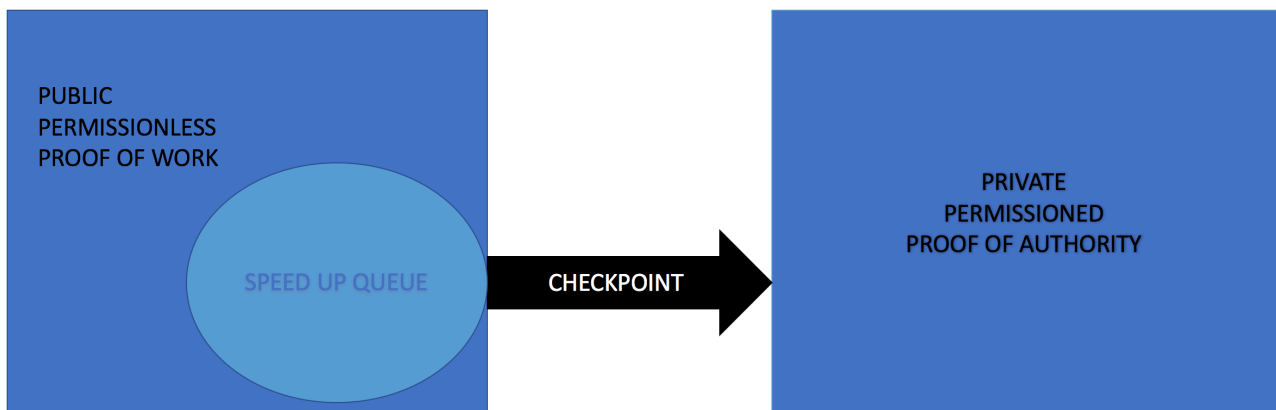 PUBLIC
PERMISSIONLESS
PROOF OF WORK
SPEED UP QUEUE
CHECKPOINT
PRIVATE
PERMISSIONED
PROOF OF AUTHORITY